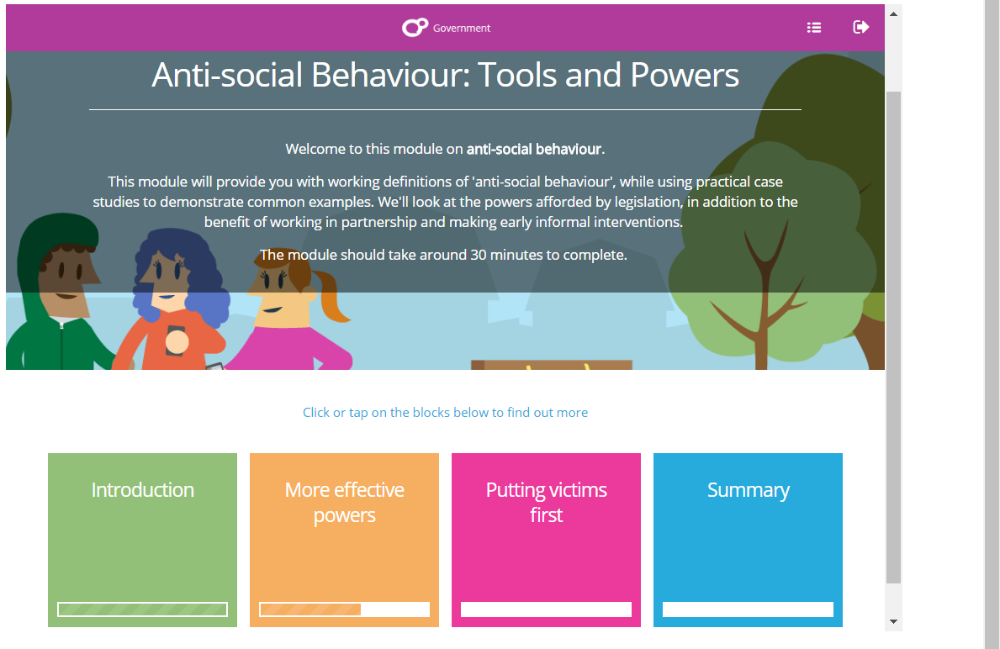 Government
Anti-social Behaviour: Tools and Powers
Welcome to this module on anti-social behaviour.
This module will provide you with working definitions of 'anti-social behaviour', while using practical case
studies to demonstrate common examples. We'll look at the powers afforded by legislation, in addition to the
benefit of working in partnership and making early informal interventions.
The module should take around 30 minutes to complete.
Click or tap on the blocks below to find out more
Introduction
More effective
powers
Putting victims
first
Summary